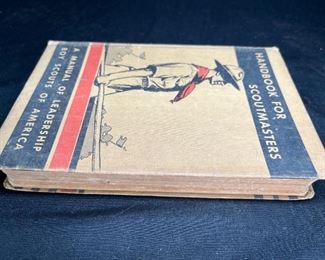 HANDBOOK FOR
SCOUTMASTERS
A MANUAL OF LEADERSHIP
BOY SCOUTS OF AMERICA